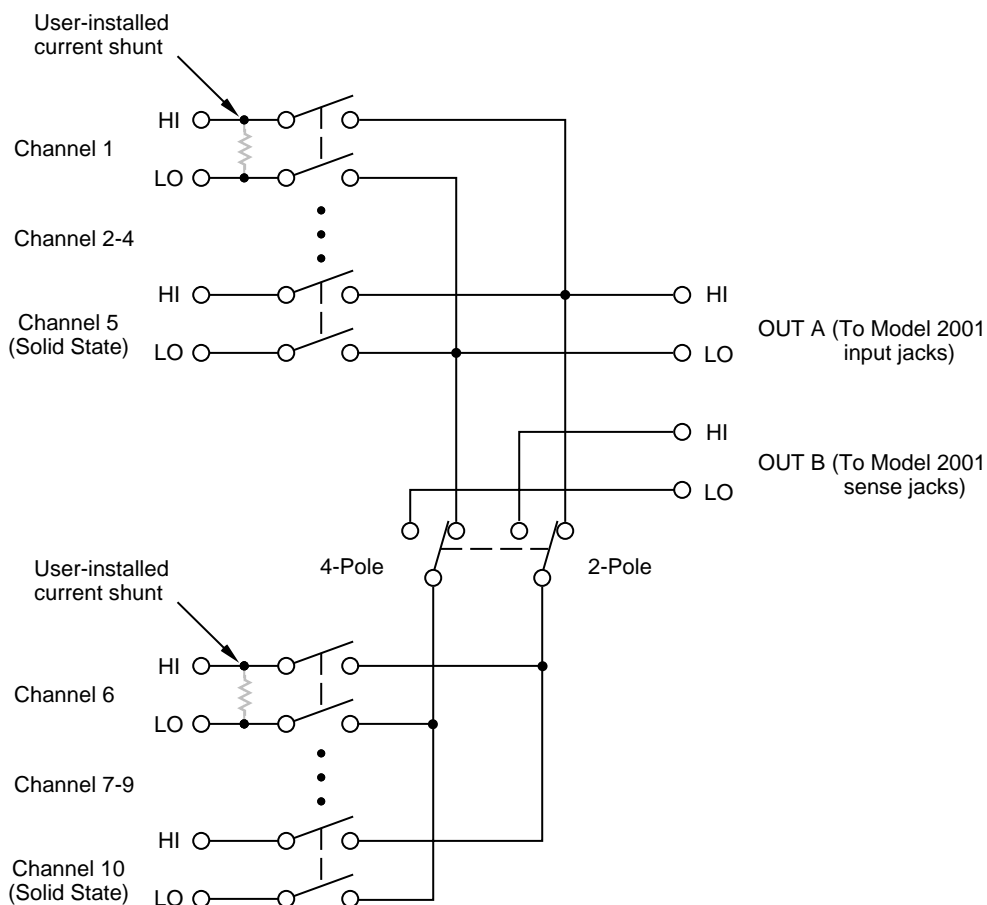 User-installed
current shunt
HI
Channel 1
LO
Channel 2-4
HI
Channel 5
(Solid State)
LO
HI
OUT A (To Model 2001
input jacks)
LO
HI
OUT B (To Model 2001
sense jacks)
LO
4-Pole
2-Pole
User-installed
current shunt
HI
Channel 6
LO
Channel 7-9
HI
Channel 10
(Solid State)
LO